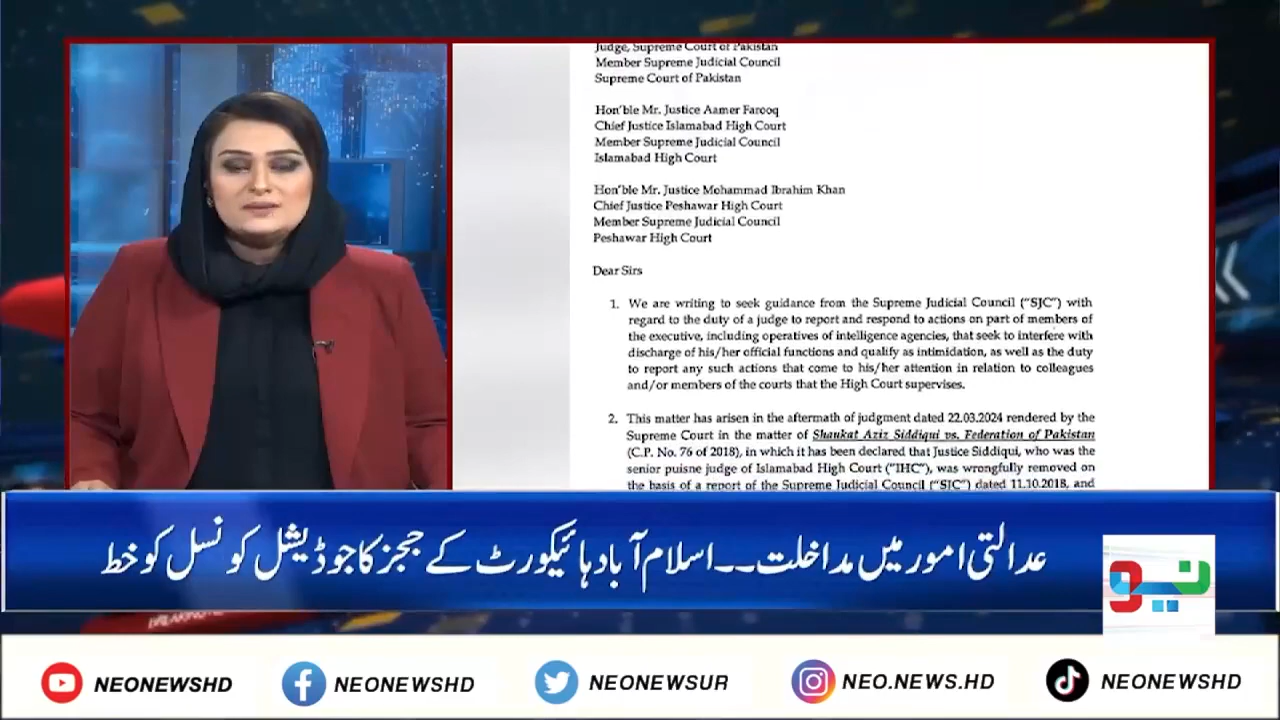 Judge, Supreme Court of Pakistan
Member Supreme Judicial Council
Supreme Court of Pakistan
Hon'ble Mr. Justice Aamer Farooq
Chief Justice Islamabad High Court
Member Supreme Judicial Council
Islamabad High Court
Hon'ble Mr. Justice Mohammad Ibrahim Khan
Chief Justice Peshawar High Court
Member Supreme Judicial Council
Peshawar High Court
Dear Sirs
1. We are writing to seek guidance from the Supreme Judicial Council ("SJC") with
regard to the duty of a judge to report and respond to actions on part of members of
the executive, including operatives of intelligence agencies, that seek to interfere with
discharge of his/her official functions and qualify as intimidation, as well as the duty
to report any such actions that come to his/her attention in relation to colleagues
and/or members of the courts that the High Court supervises.
2. This matter has arisen in the aftermath of judgment dated 22.03.2024 rendered by the
Supreme Court in the matter of Shaukat Aziz Siddiqui vs. Federation of Pakistan
(C.P. No. 76 of 2018), in which it has been declared that Justice Siddiqui, who was the
senior puisne judge of Islamabad High Court ("IHC"), was wrongfully removed on
the basis of a report of the Supreme Judicial Council ("SJC") dated 11.10.2018, and
عدالتی امور میں مداخلت۔۔اسلام آباد ہائیکورٹ کے ججز کا جوڈیشل کونسل کو خط
نیو
NEONEWSHD
NEONEWSHD
NEONEWSUR
NEO.NEWS.HD
NEONEWSHD